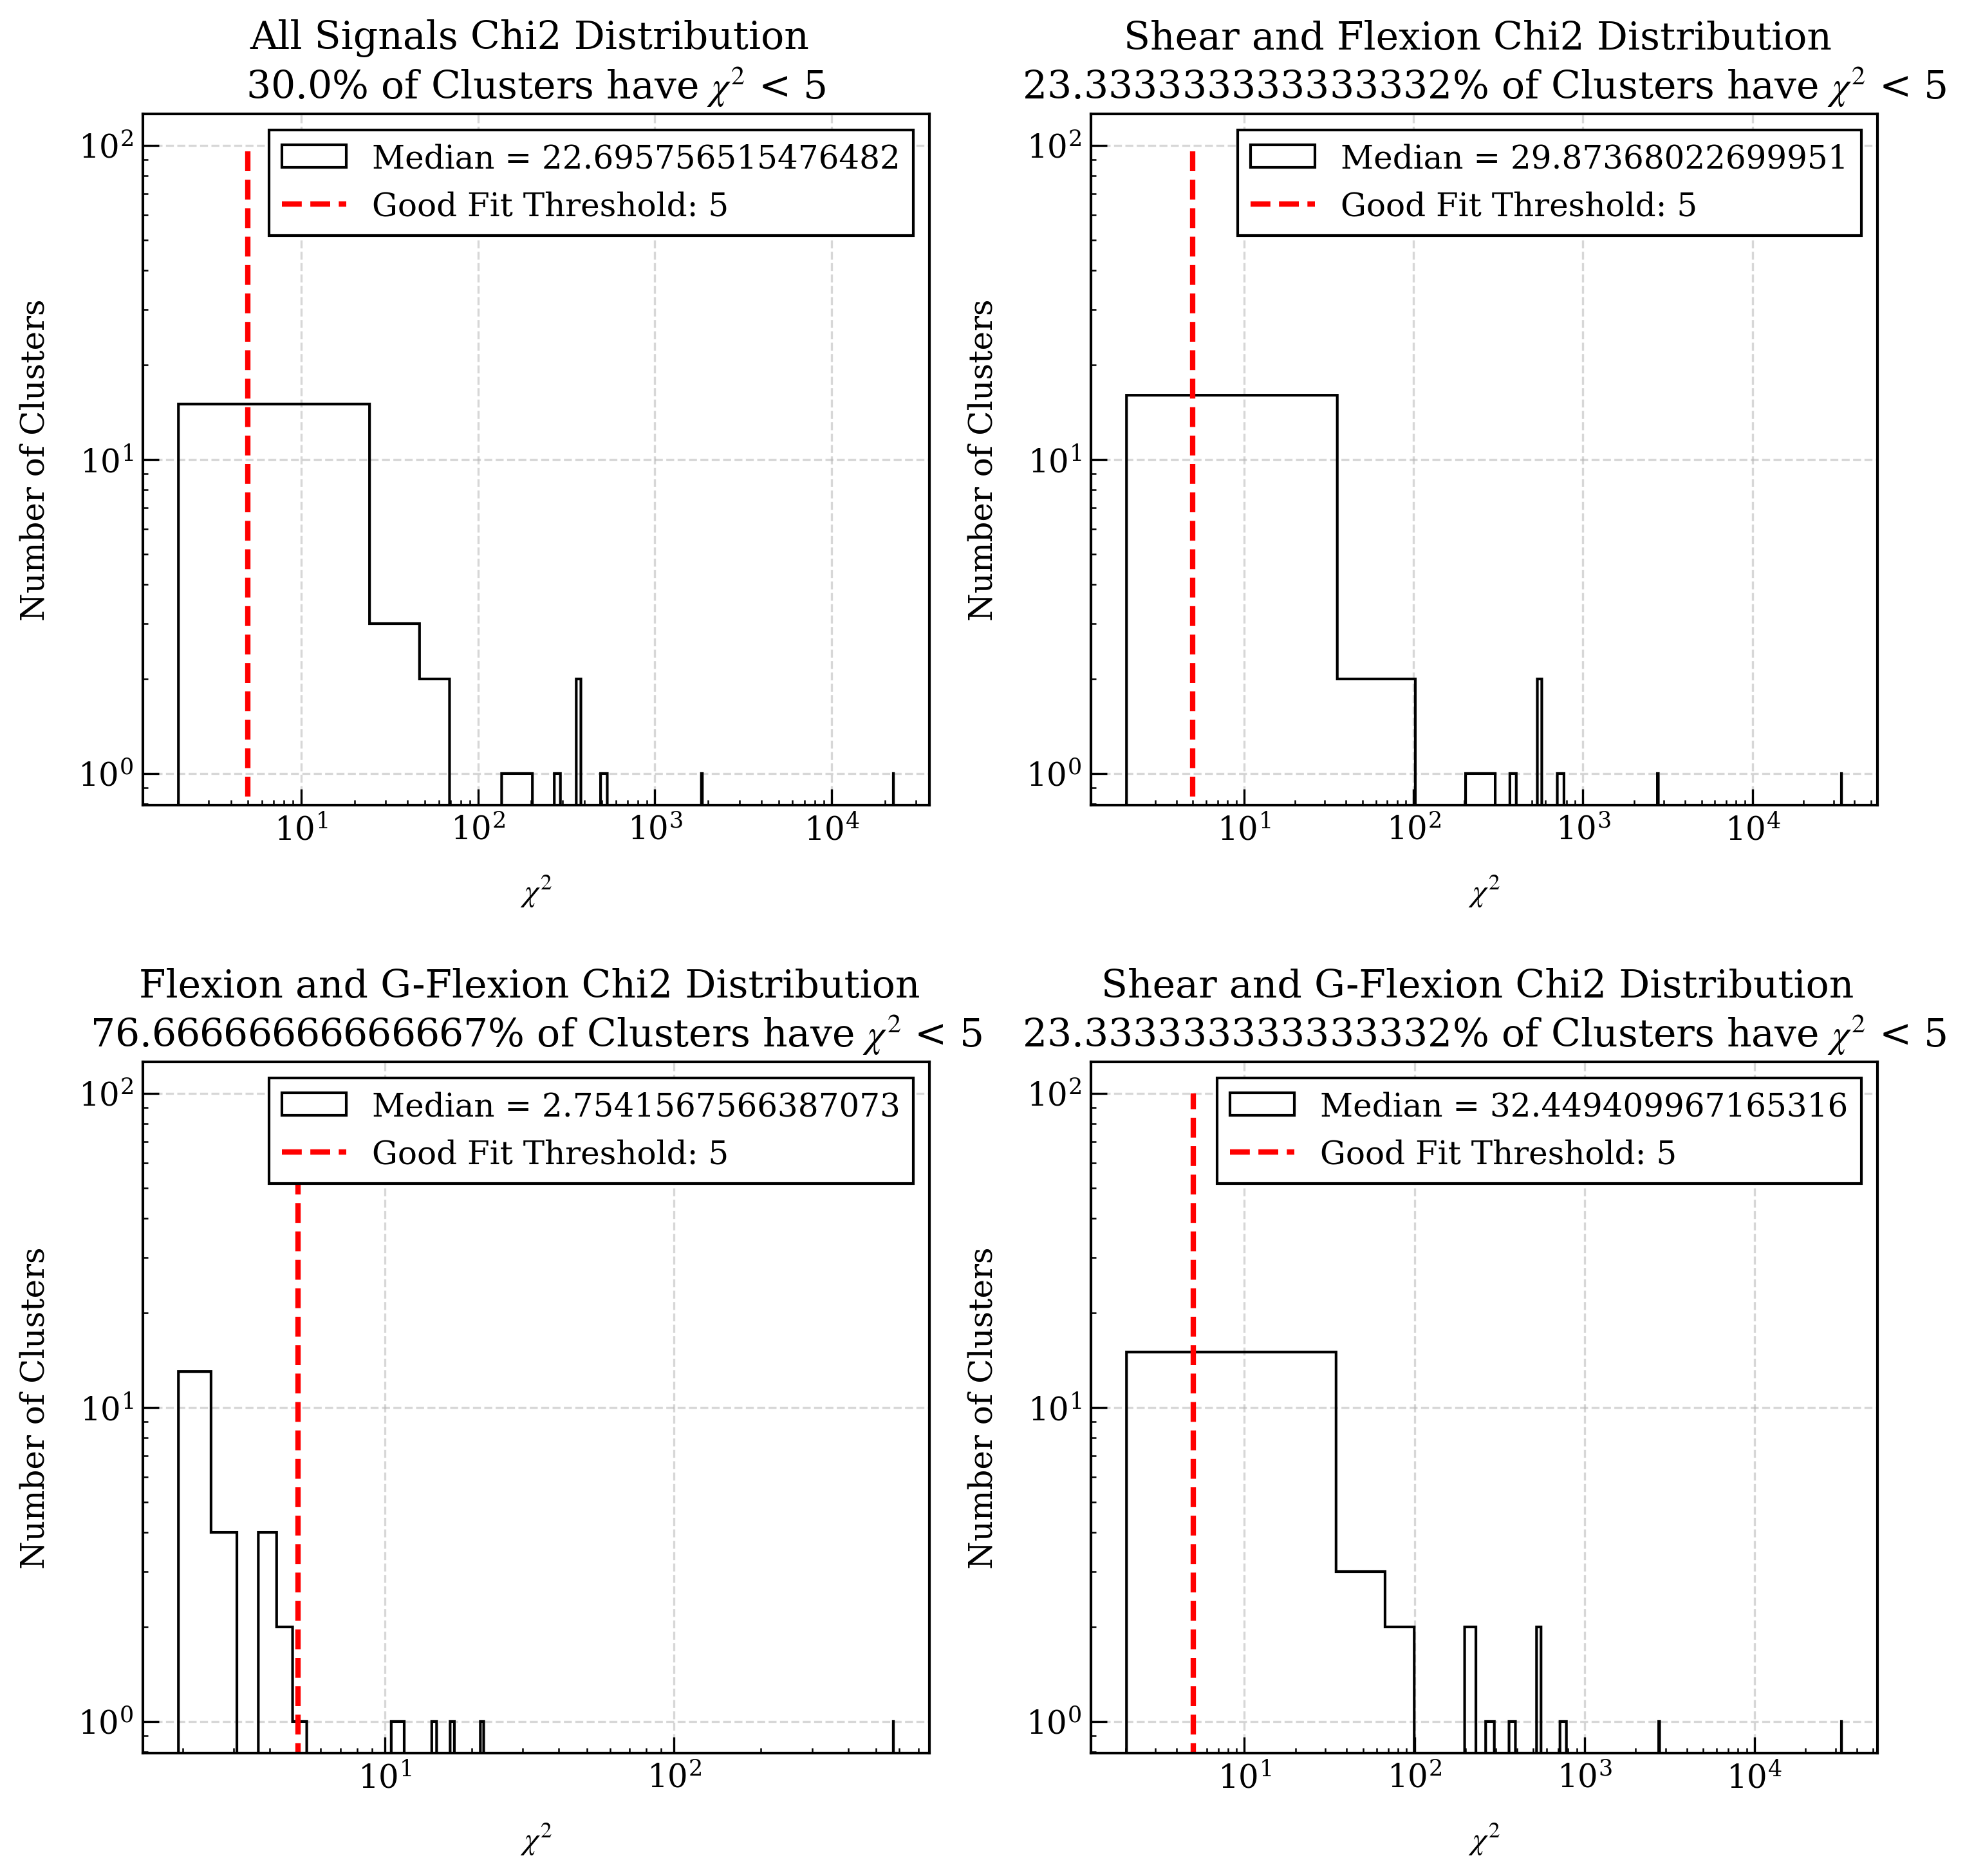 All Signals Chi2 Distribution
30.0% of Clusters have χ² < 5
Median = 22.695756515476482
Good Fit Threshold: 5
Number of Clusters
10²
10¹
10⁰
10¹
10²
10³
10⁴
χ²
Shear and Flexion Chi2 Distribution
23.333333333333332% of Clusters have χ² < 5
Median = 29.87368022699951
Good Fit Threshold: 5
Number of Clusters
10²
10¹
10⁰
10¹
10²
10³
10⁴
χ²
Flexion and G-Flexion Chi2 Distribution
76.66666666666667% of Clusters have χ² < 5
Median = 2.7541567566387073
Good Fit Threshold: 5
Number of Clusters
10²
10¹
10⁰
10¹
10²
χ²
Shear and G-Flexion Chi2 Distribution
23.333333333333332% of Clusters have χ² < 5
Median = 32.449409967165316
Good Fit Threshold: 5
Number of Clusters
10²
10¹
10⁰
10¹
10²
10³
10⁴
χ²